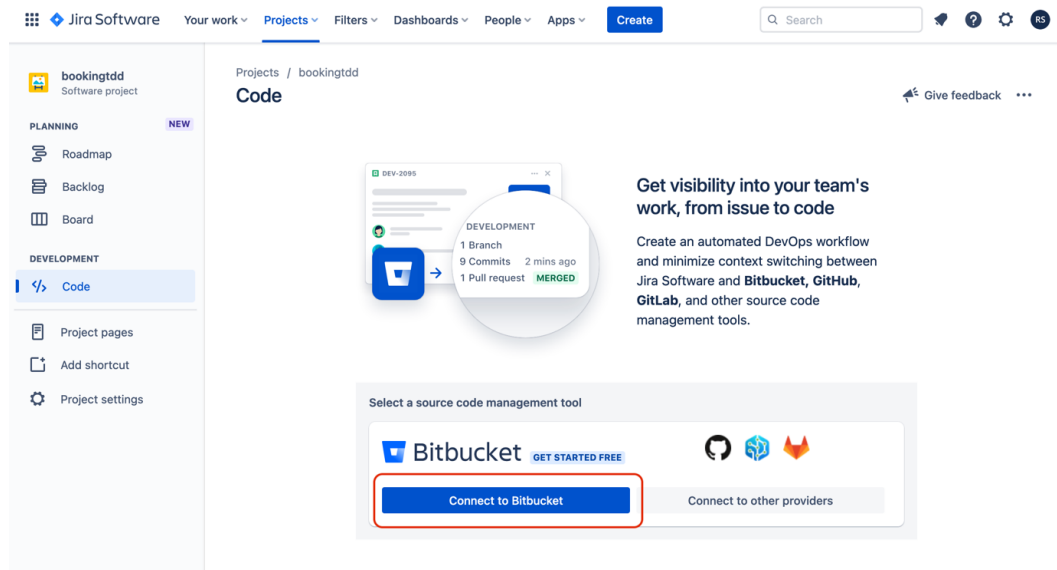 Jira Software Your work Projects Filters Dashboards People Apps Create Search RS
bookingtdd
Software project
PLANNING NEW
Roadmap
Backlog
Board
DEVELOPMENT
Code
Project pages
Add shortcut
Project settings
Projects / bookingtdd
Code
Give feedback
DEV-2095
DEVELOPMENT
1 Branch
9 Commits 2 mins ago
1 Pull request MERGED
Get visibility into your team's
work, from issue to code
Create an automated DevOps workflow
and minimize context switching between
Jira Software and Bitbucket, GitHub,
GitLab, and other source code
management tools.
Select a source code management tool
Bitbucket GET STARTED FREE
Connect to Bitbucket Connect to other providers